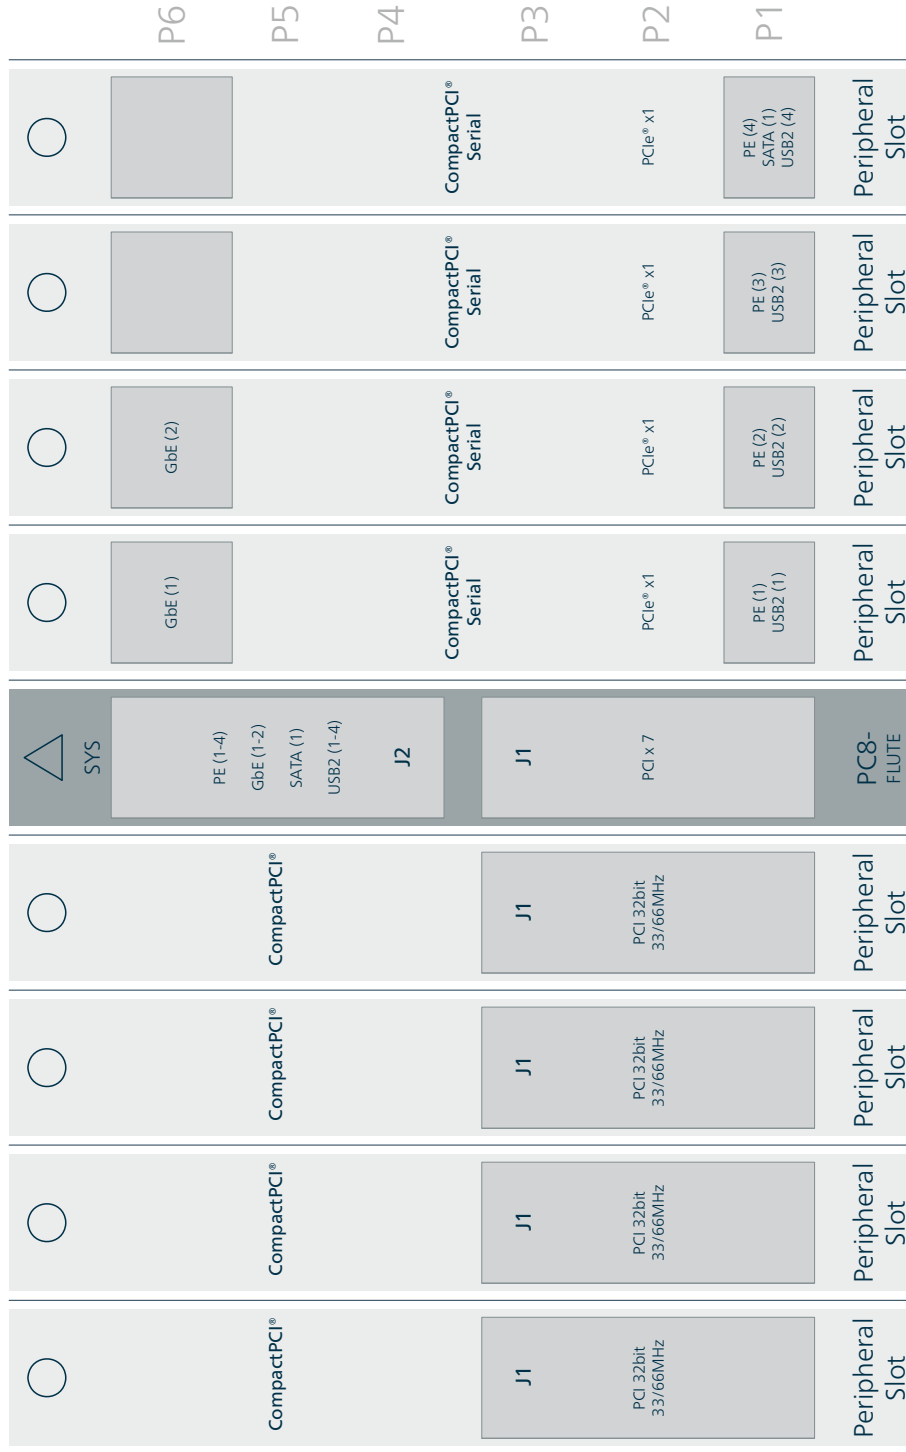 CompactPCI®
J1
PCI 32bit
33/66MHz
Peripheral
Slot
CompactPCI®
J1
PCI 32bit
33/66MHz
Peripheral
Slot
CompactPCI®
J1
PCI 32bit
33/66MHz
Peripheral
Slot
CompactPCI®
J1
PCI 32bit
33/66MHz
Peripheral
Slot
SYS
PE (1-4)
GbE (1-2)
SATA (1)
USB2 (1-4)
J2
J1
PCI x 7
PC8-
FLUTE
GbE (1)
CompactPCI®
Serial
PCIe® x1
PE (1)
USB2 (1)
Peripheral
Slot
GbE (2)
CompactPCI®
Serial
PCIe® x1
PE (2)
USB2 (2)
Peripheral
Slot
CompactPCI®
Serial
PCIe® x1
PE (3)
USB2 (3)
Peripheral
Slot
CompactPCI®
Serial
PCIe® x1
PE (4)
SATA (1)
USB2 (4)
Peripheral
Slot
P6
P5
P4
P3
P2
P1